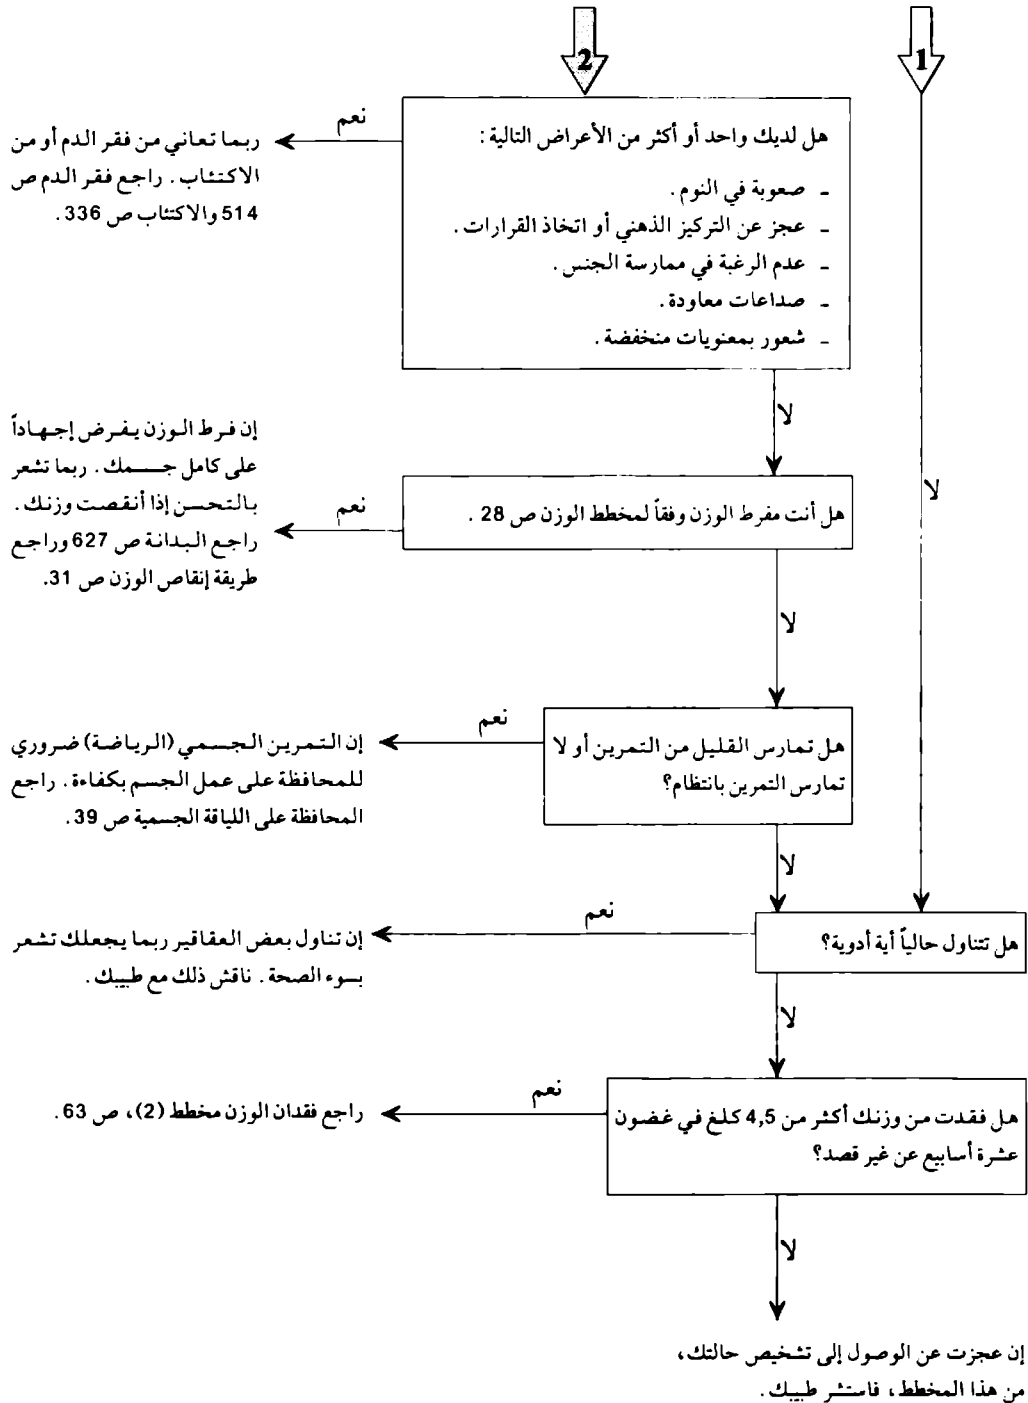 2
1
هل لديك واحد أو أكثر من الأعراض التالية :
ـ صعوبة في النوم .
ـ عجز عن التركيز الذهني أو اتخاذ القرارات .
ـ عدم الرغبة في ممارسة الجنس .
ـ صداعات معاودة .
ـ شعور بمعنويات منخفضة .
نعم
ربما تعاني من فقر الدم أو من
الاكتئاب . راجع فقر الدم ص
514 والاكتئاب ص 336 .
لا
لا
هل أنت مفرط الوزن وفقاً لمخطط الوزن ص 28 .
نعم
إن فرط الوزن يفرض إجهاداً
على كامل جسمك . ربما تشعر
بالتحسن إذا أنقصت وزنك .
راجع البدانة ص 627 وراجع
طريقة إنقاص الوزن ص 31.
لا
هل تمارس القليل من التمرين أو لا
تمارس التمرين بانتظام؟
نعم
إن التمرين الجسمي (الرياضة) ضروري
للمحافظة على عمل الجسم بكفاءة . راجع
المحافظة على اللياقة الجسمية ص 39 .
لا
هل تتناول حالياً أية أدوية؟
نعم
إن تناول بعض العقاقير ربما يجعلك تشعر
بسوء الصحة . ناقش ذلك مع طبيبك .
لا
هل فقدت من وزنك أكثر من 4,5 كلغ في غضون
عشرة أسابيع عن غير قصد؟
نعم
راجع فقدان الوزن مخطط (2)، ص 63 .
لا
إن عجزت عن الوصول إلى تشخيص حالتك،
من هذا المخطط، فاستشر طبيبك .